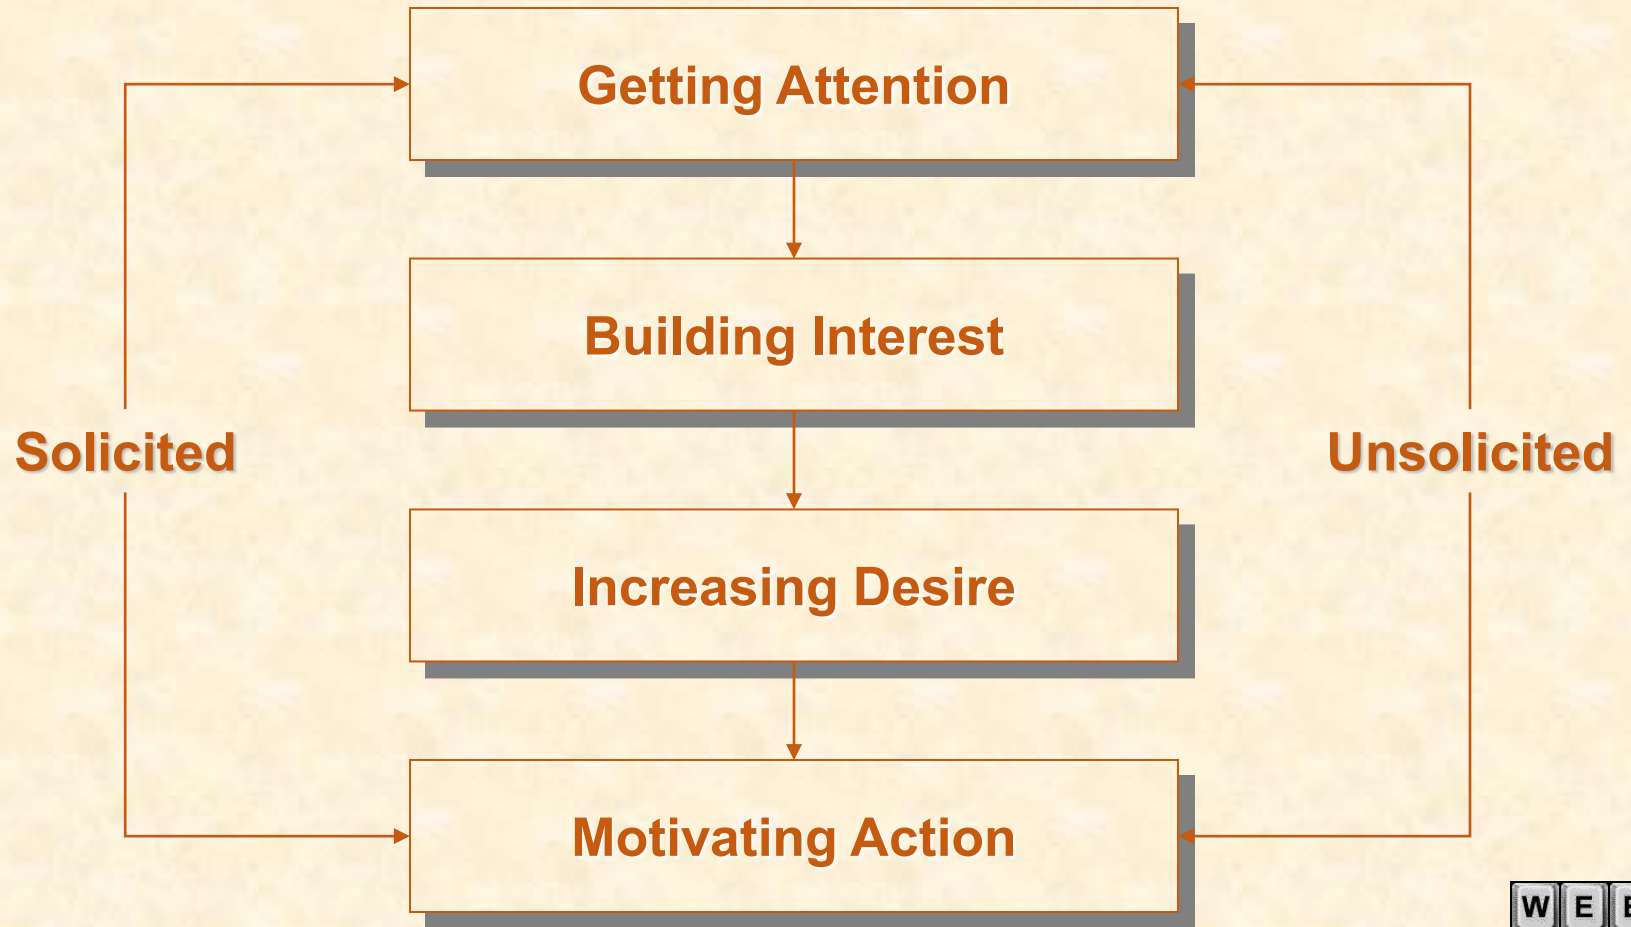 Getting Attention
Building Interest
Solicited
Unsolicited
Increasing Desire
Motivating Action
W E